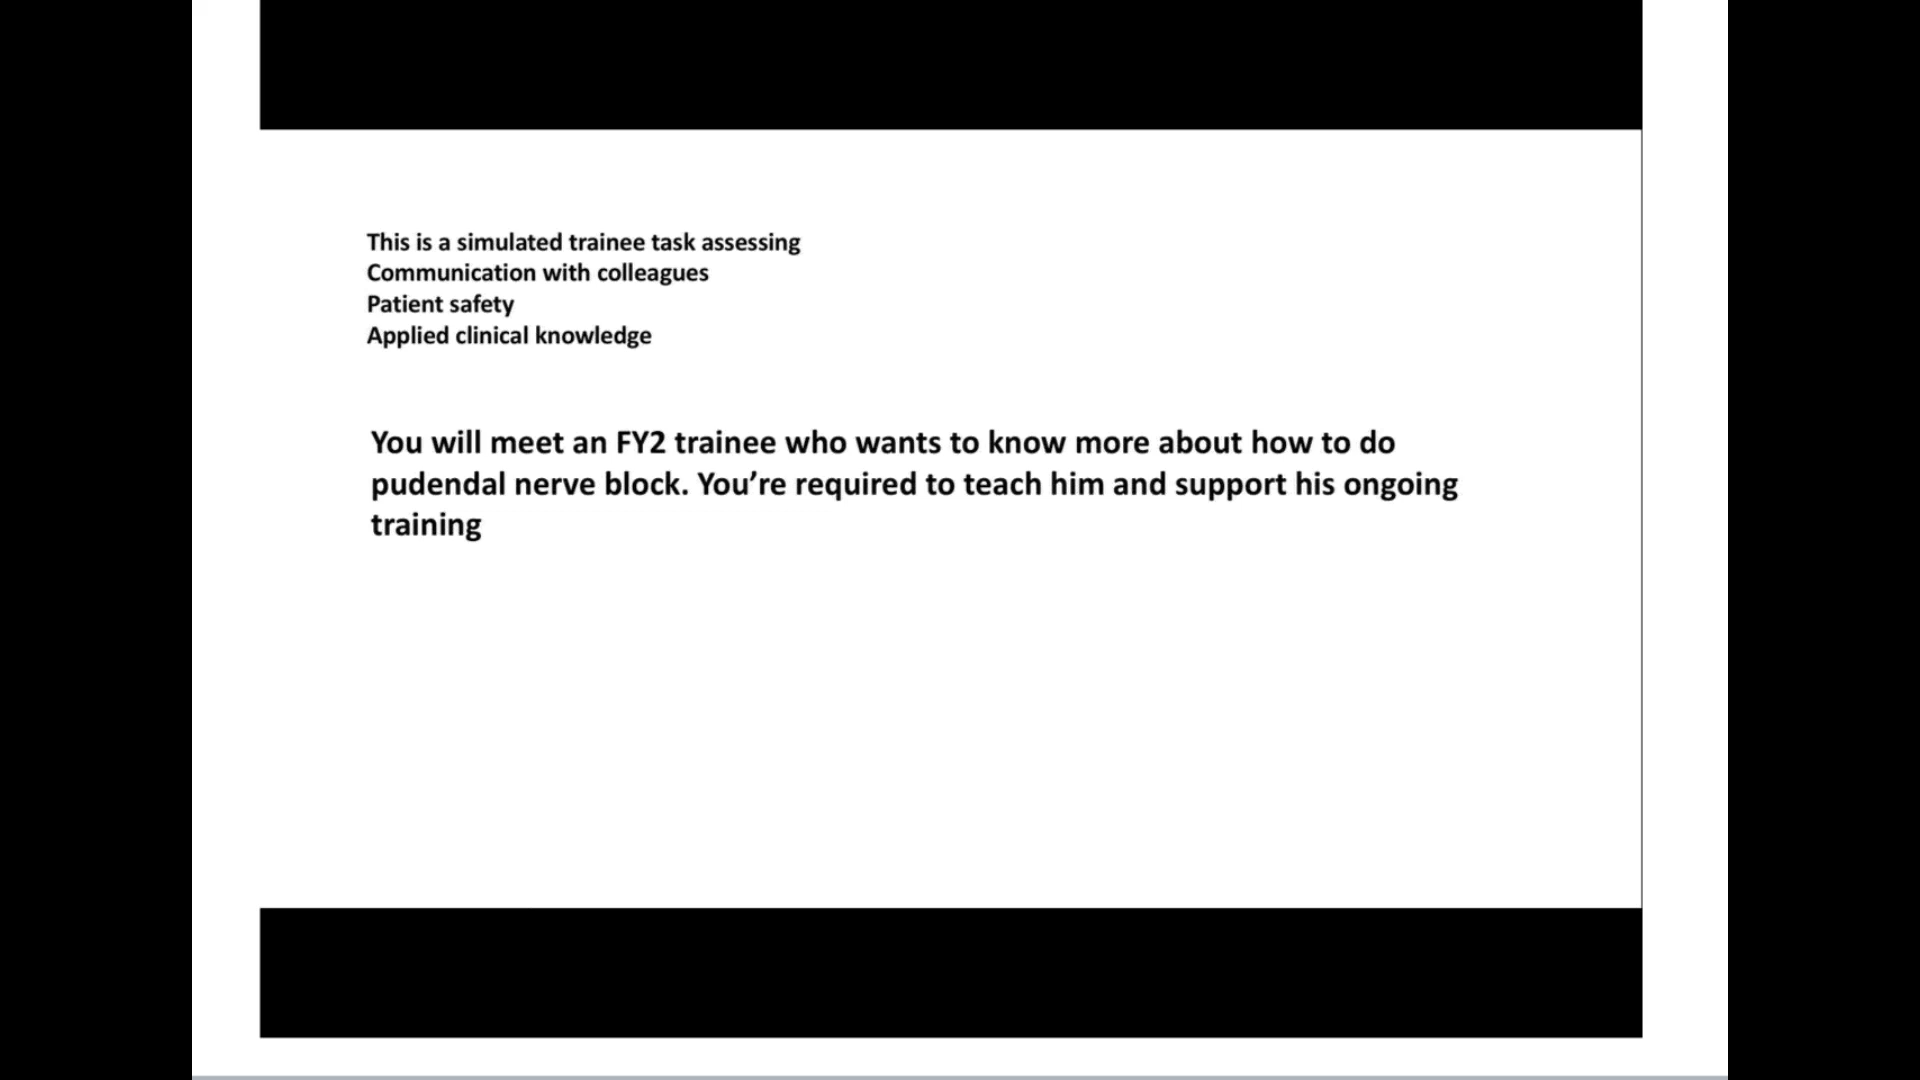 This is a simulated trainee task assessing
Communication with colleagues
Patient safety
Applied clinical knowledge
You will meet an FY2 trainee who wants to know more about how to do
pudendal nerve block. You’re required to teach him and support his ongoing
training